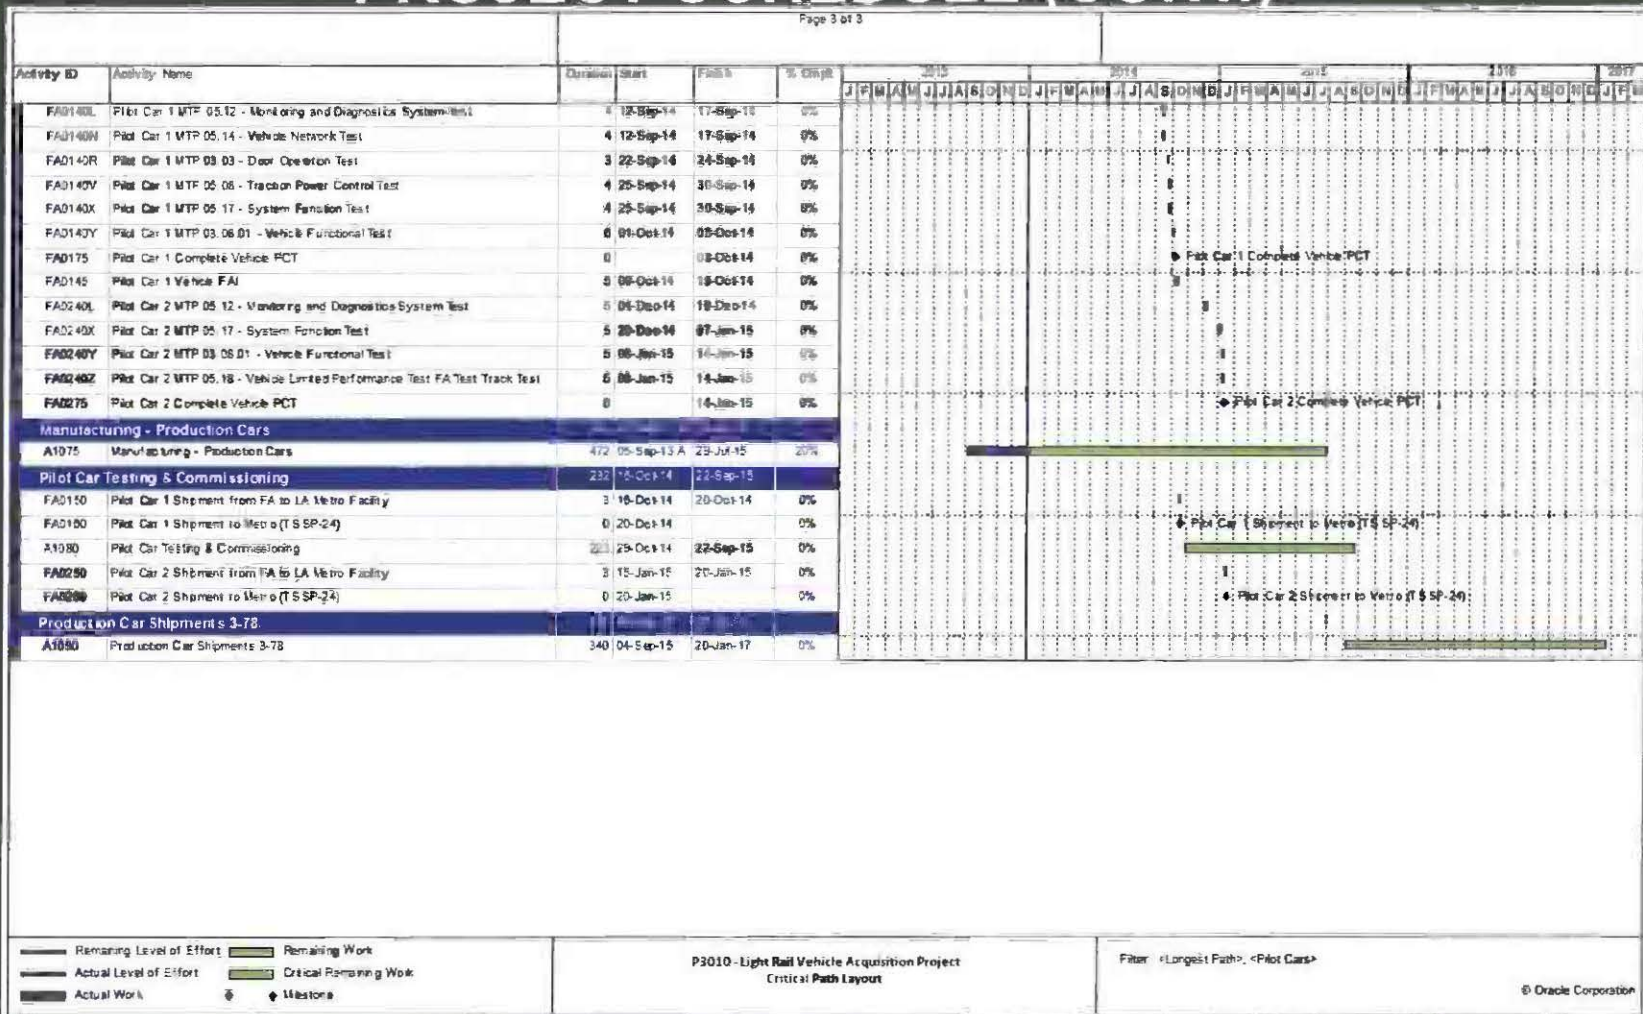 PROJECT SCHEDULE (CONT.)
Page 3 of 3
Activity ID Activity Name Duration Start Finish % Cmplt 2013 2014 2015 2016 2017
J F M A M J J A S O N D J F M A M J J A S O N D J F M A M J J A S O N D J F M A M J J A S O N D J F M
FA0140L Pilot Car 1 MTP 05.12 - Monitoring and Diagnostics System Test 4 12-Sep-14 17-Sep-14 0%
FA0140N Pilot Car 1 MTP 05.14 - Vehicle Network Test 4 12-Sep-14 17-Sep-14 0%
FA0140R Pilot Car 1 MTP 03.03 - Door Operation Test 3 22-Sep-14 24-Sep-14 0%
FA0140V Pilot Car 1 MTP 05.08 - Traction Power Control Test 4 25-Sep-14 30-Sep-14 0%
FA0140X Pilot Car 1 MTP 05.17 - System Function Test 4 25-Sep-14 30-Sep-14 0%
FA0140Y Pilot Car 1 MTP 03.06.01 - Vehicle Functional Test 6 01-Oct-14 08-Oct-14 0%
FA0175 Pilot Car 1 Complete Vehicle PCT 0 08-Oct-14 0% Pilot Car 1 Complete Vehicle PCT
FA0145 Pilot Car 1 Vehicle FAI 5 09-Oct-14 15-Oct-14 0%
FA0240L Pilot Car 2 MTP 05.12 - Monitoring and Diagnostics System Test 5 04-Dec-14 10-Dec-14 0%
FA0240X Pilot Car 2 MTP 05.17 - System Function Test 5 07-Jan-15 0%
FA0240Y Pilot Car 2 MTP 03.06.01 - Vehicle Functional Test 5 08-Jan-15 14-Jan-15 0%
FA0240Z Pilot Car 2 MTP 05.18 - Vehicle Limited Performance Test FA Test Track Test 5 08-Jan-15 14-Jan-15 0%
FA0275 Pilot Car 2 Complete Vehicle PCT 0 14-Jan-15 0% Pilot Car 2 Complete Vehicle PCT
Manufacturing - Production Cars
A1075 Manufacturing - Production Cars 472 05-Sep-13 A 29-Jul-15 20%
Pilot Car Testing & Commissioning 232 16-Oct-14 22-Sep-15
FA0150 Pilot Car 1 Shipment from FA to LA Metro Facility 3 16-Oct-14 20-Oct-14 0%
FA0160 Pilot Car 1 Shipment to Metro (TS SP-24) 0 20-Oct-14 0% Pilot Car 1 Shipment to Metro (TS SP-24)
A1080 Pilot Car Testing & Commissioning 223 29-Oct-14 22-Sep-15 0%
FA0250 Pilot Car 2 Shipment from FA to LA Metro Facility 3 15-Jan-15 20-Jan-15 0%
FA0260 Pilot Car 2 Shipment to Metro (TS SP-24) 0 20-Jan-15 0% Pilot Car 2 Shipment to Metro (TS SP-24)
Production Car Shipments 3-78
A1090 Production Car Shipments 3-78 340 04-Sep-15 20-Jan-17 0%
Remaining Level of Effort Remaining Work
Actual Level of Effort Critical Remaining Work
Actual Work Milestone
P3010 - Light Rail Vehicle Acquisition Project
Critical Path Layout
Filter: <Longest Path>, <Pilot Cars>
© Oracle Corporation